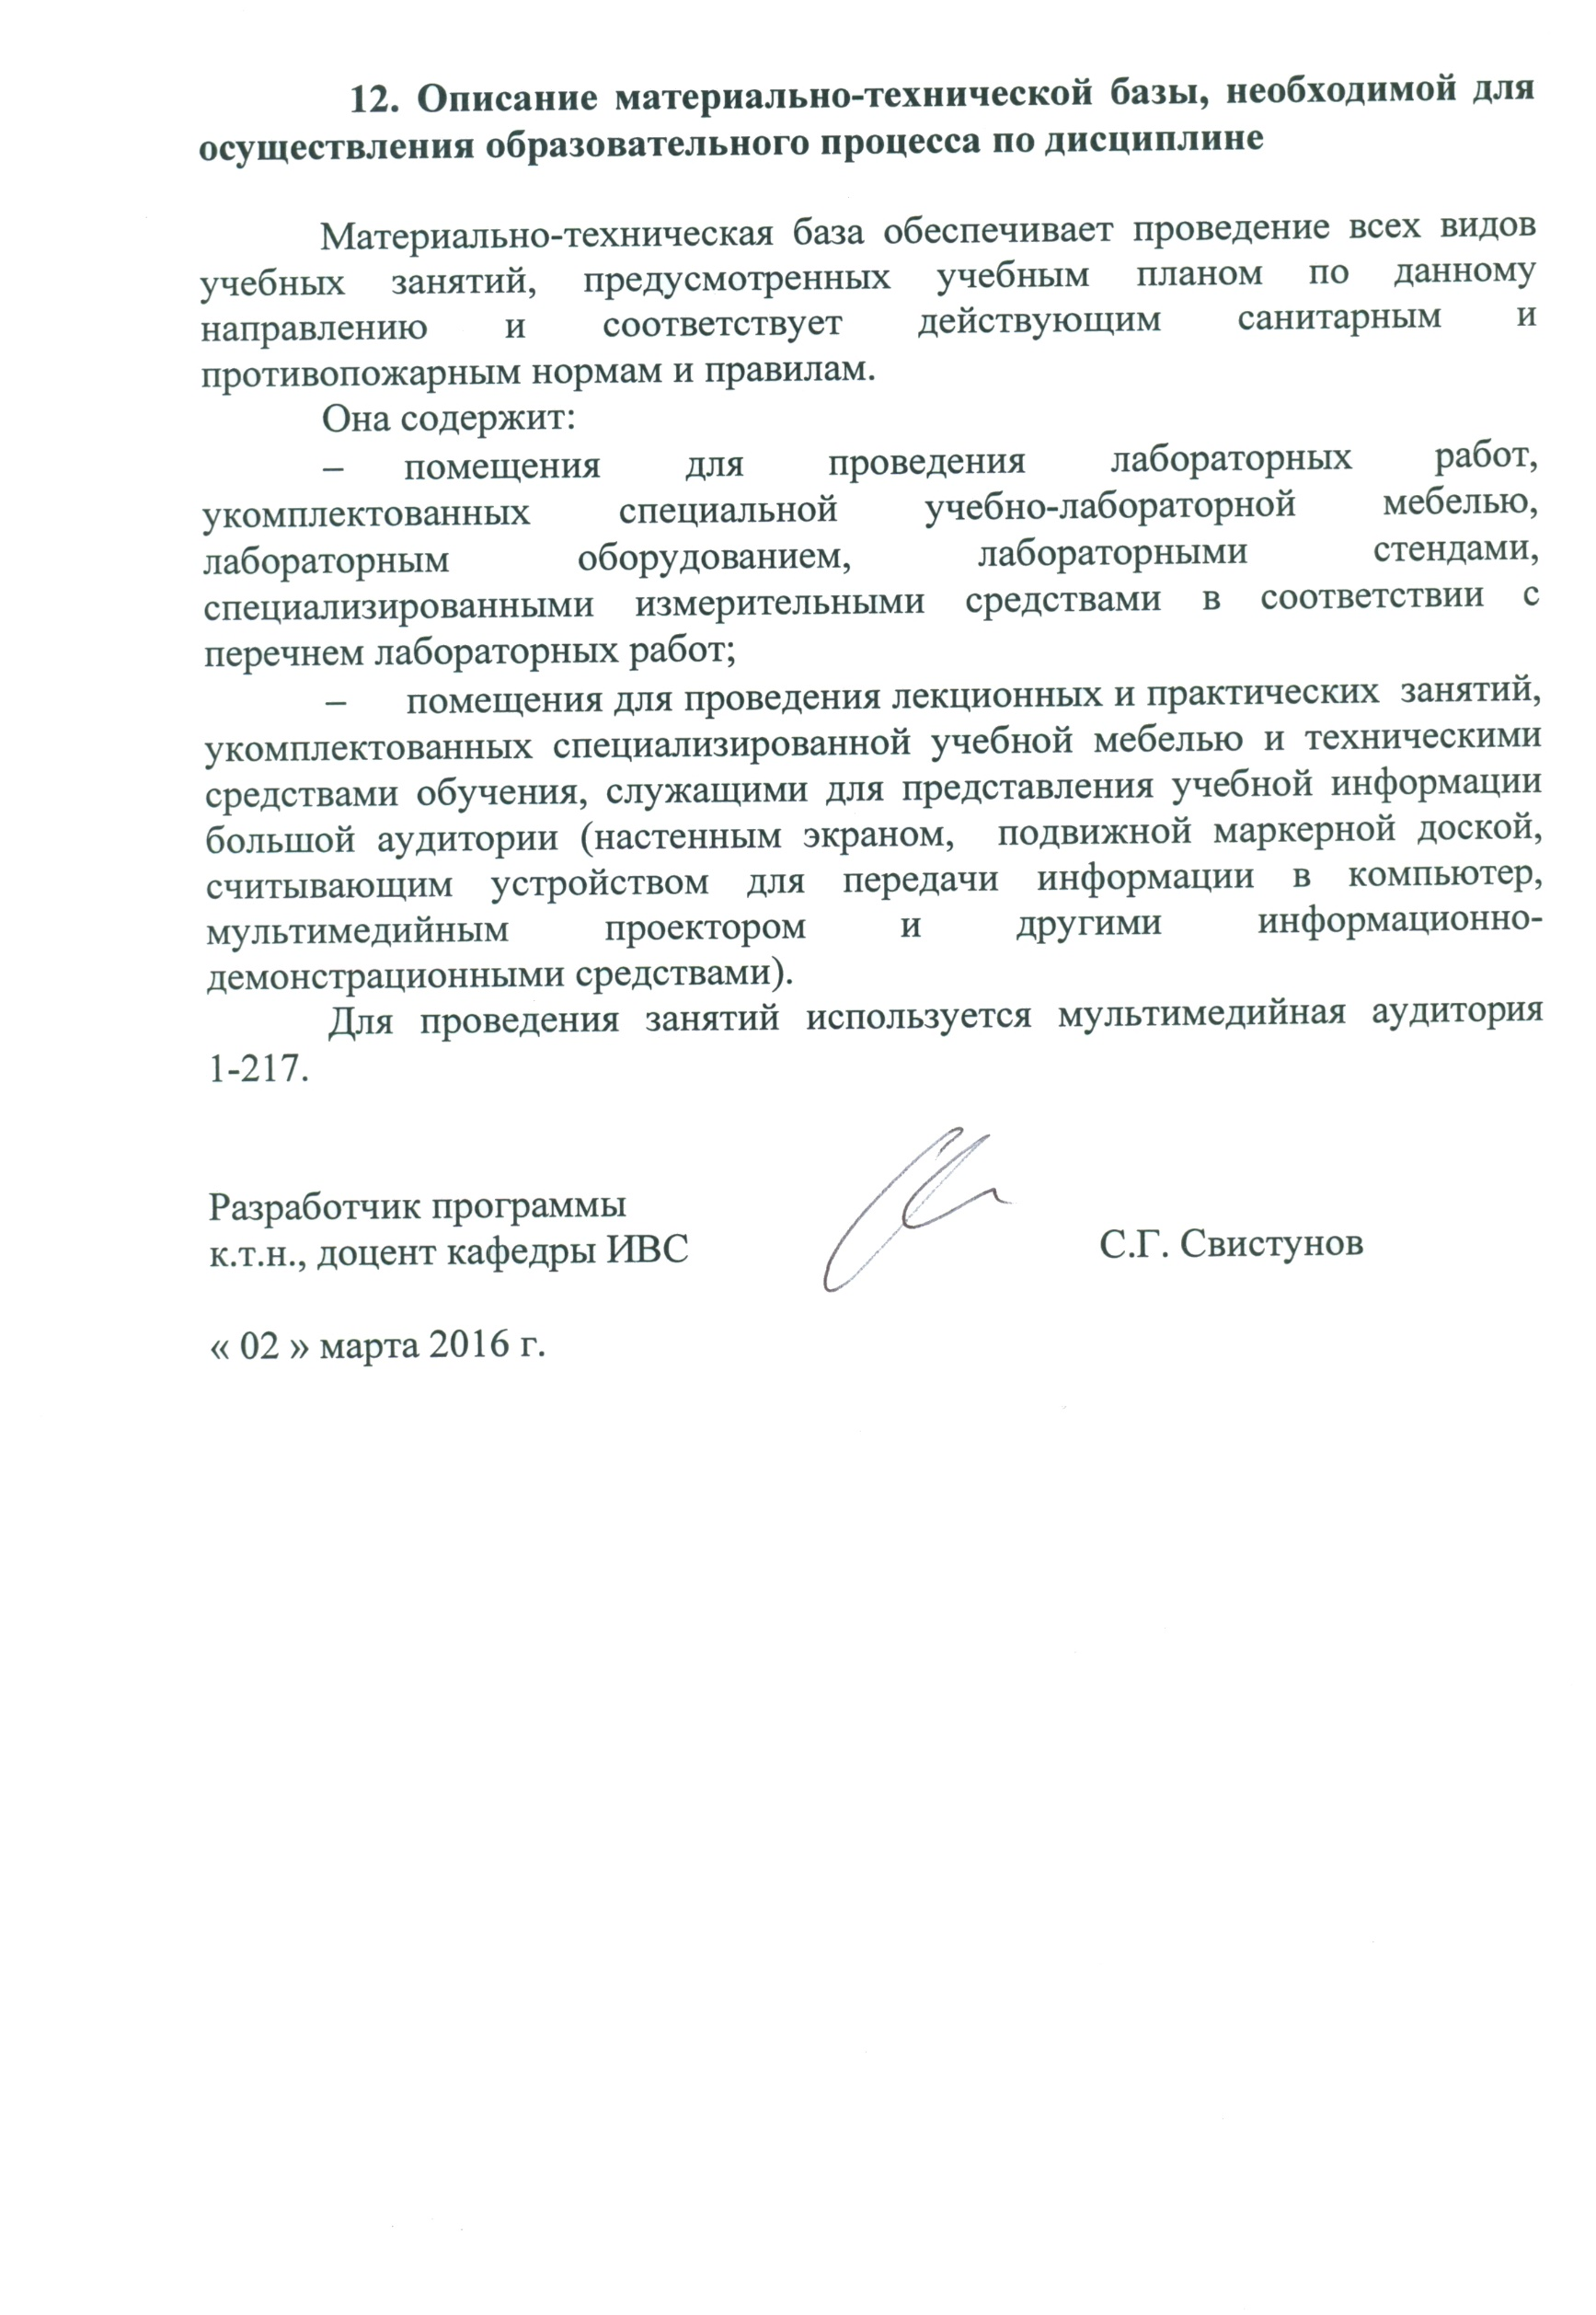 12. Описание материально-технической базы, необходимой для
осуществления образовательного процесса по дисциплине
Материально-техническая база обеспечивает проведение всех видов
учебных занятий, предусмотренных учебным планом по данному
направлению и соответствует действующим санитарным и
противопожарным нормам и правилам.
Она содержит:
– помещения для проведения лабораторных работ,
укомплектованных специальной учебно-лабораторной мебелью,
лабораторным оборудованием, лабораторными стендами,
специализированными измерительными средствами в соответствии с
перечнем лабораторных работ;
– помещения для проведения лекционных и практических занятий,
укомплектованных специализированной учебной мебелью и техническими
средствами обучения, служащими для представления учебной информации
большой аудитории (настенным экраном, подвижной маркерной доской,
считывающим устройством для передачи информации в компьютер,
мультимедийным проектором и другими информационно-
демонстрационными средствами).
Для проведения занятий используется мультимедийная аудитория
1-217.
Разработчик программы
к.т.н., доцент кафедры ИВС С.Г. Свистунов
« 02 » марта 2016 г.